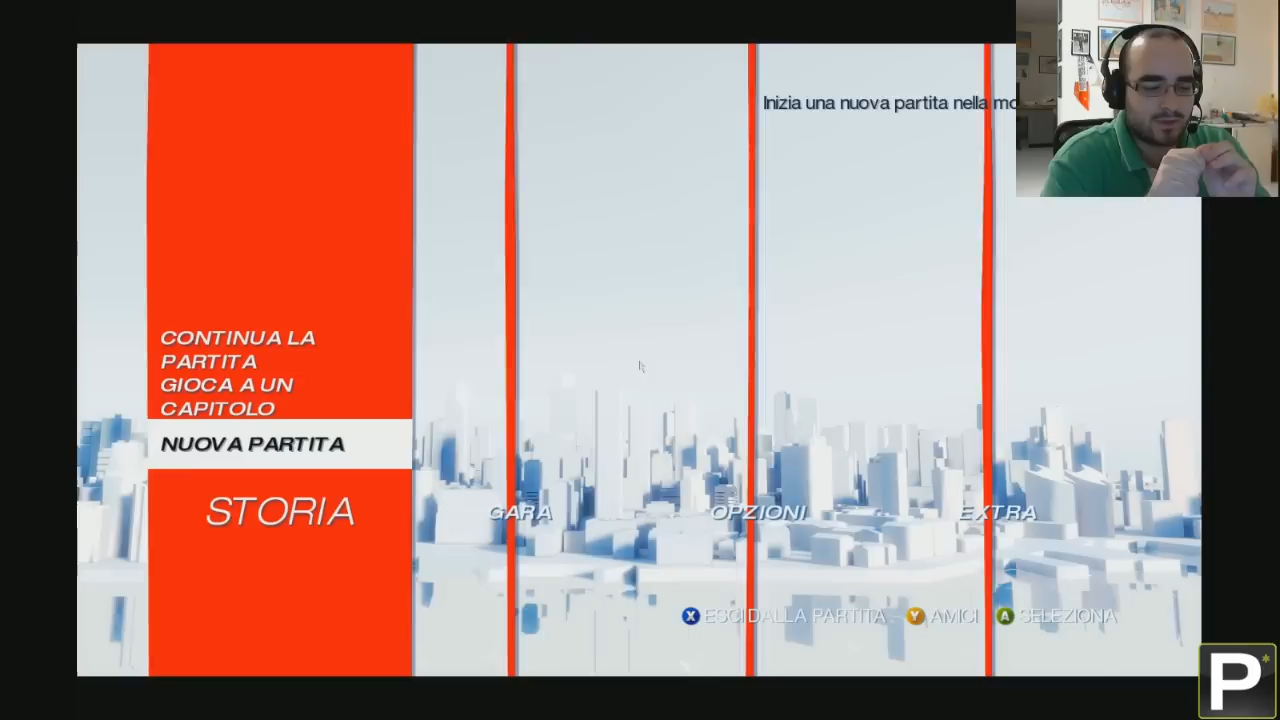 Inizia una nuova partita nella mo
CONTINUA LA
PARTITA
GIOCA A UN
CAPITOLO
NUOVA PARTITA
STORIA
GARA
OPZIONI
EXTRA
X ESCI DALLA PARTITA Y AMICI A SELEZIONA
P*